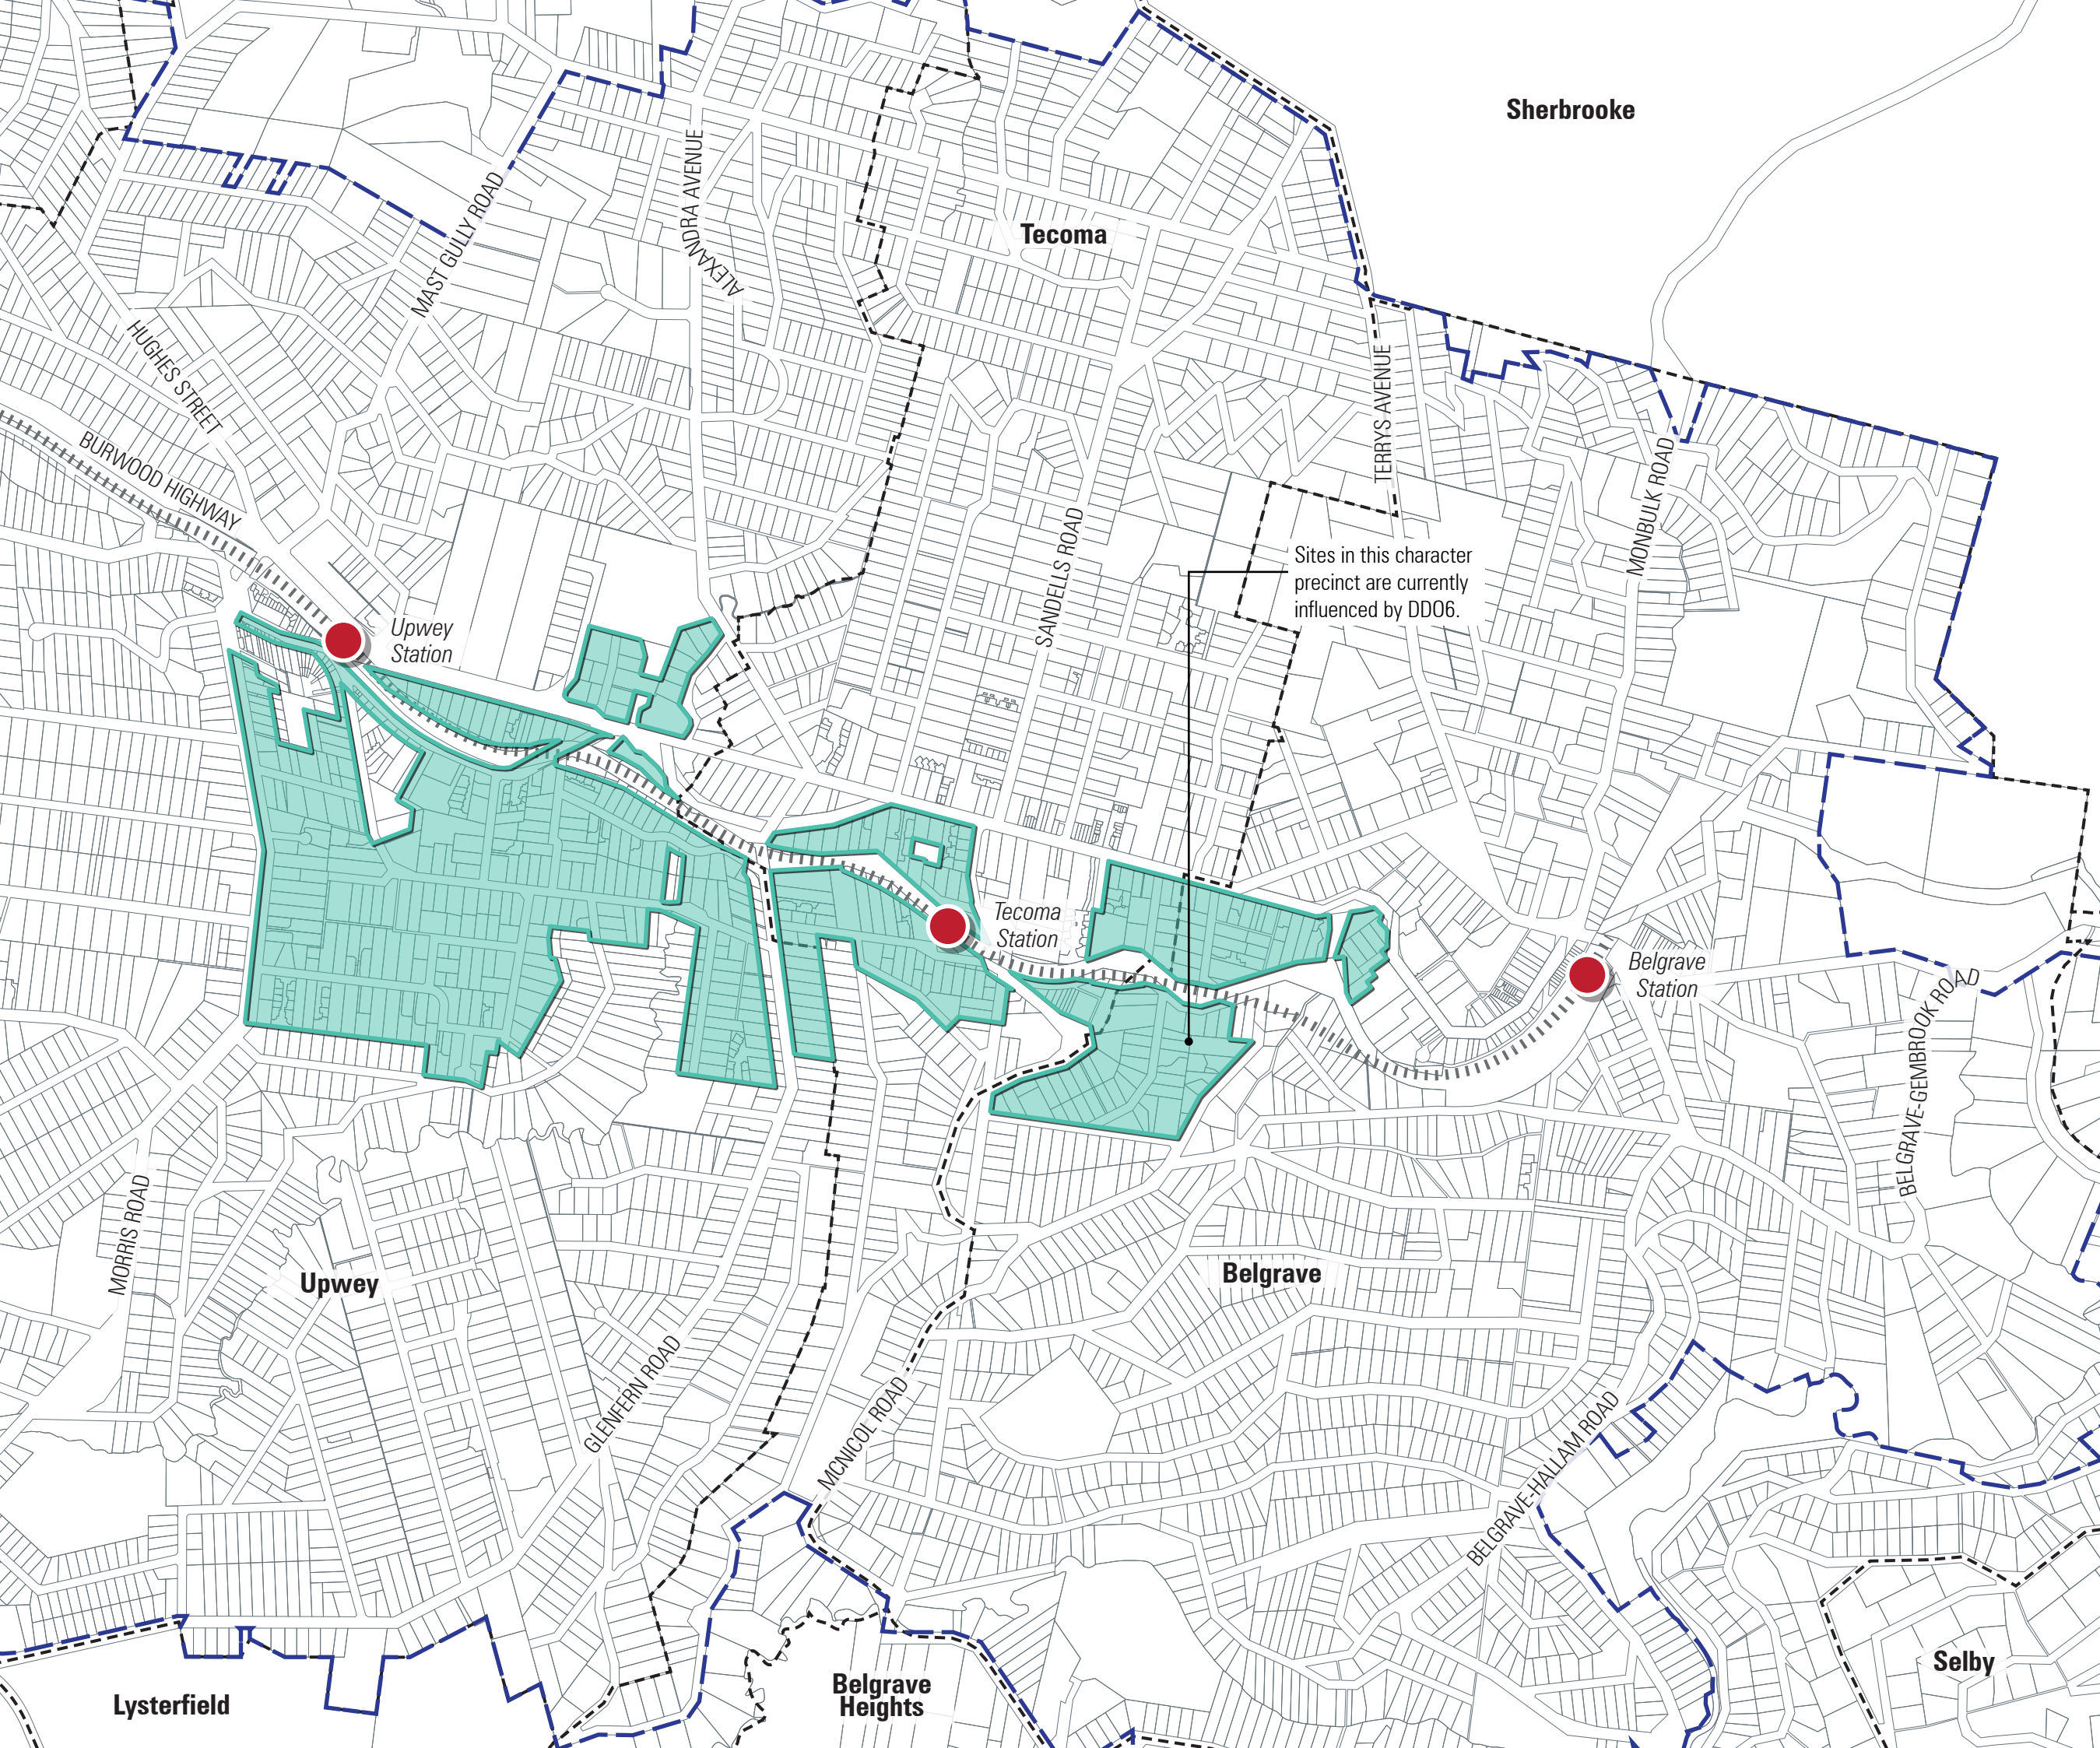 Sherbrooke
Tecoma
ALEXANDRA AVENUE
MAST GULLY ROAD
HUGHES STREET
BURWOOD HIGHWAY
TERRYS AVENUE
MONBULK ROAD
SANDELLS ROAD
Sites in this character
precinct are currently
influenced by DDO6.
Upwey
Station
Tecoma
Station
Belgrave
Station
BELGRAVE-GEMBROOK ROAD
MORRIS ROAD
Upwey
Belgrave
GLENFERN ROAD
MCNICOL ROAD
BELGRAVE-HALLAM ROAD
Lysterfield
Belgrave
Heights
Selby